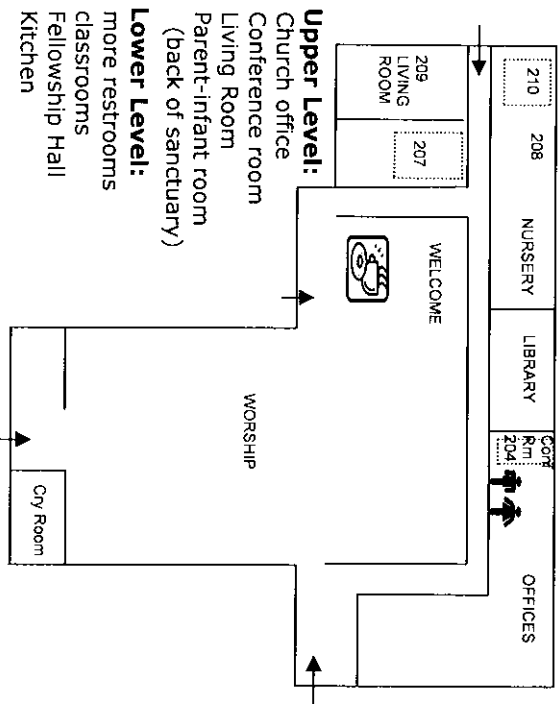 210
208
NURSERY
LIBRARY
Conf
Rm
204
OFFICES
209
LIVING
ROOM
207
WELCOME
WORSHIP
Cry Room
Upper Level:
Church office
Conference room
Living Room
Parent-infant room
(back of sanctuary)
Lower Level:
more restrooms
classrooms
Fellowship Hall
Kitchen